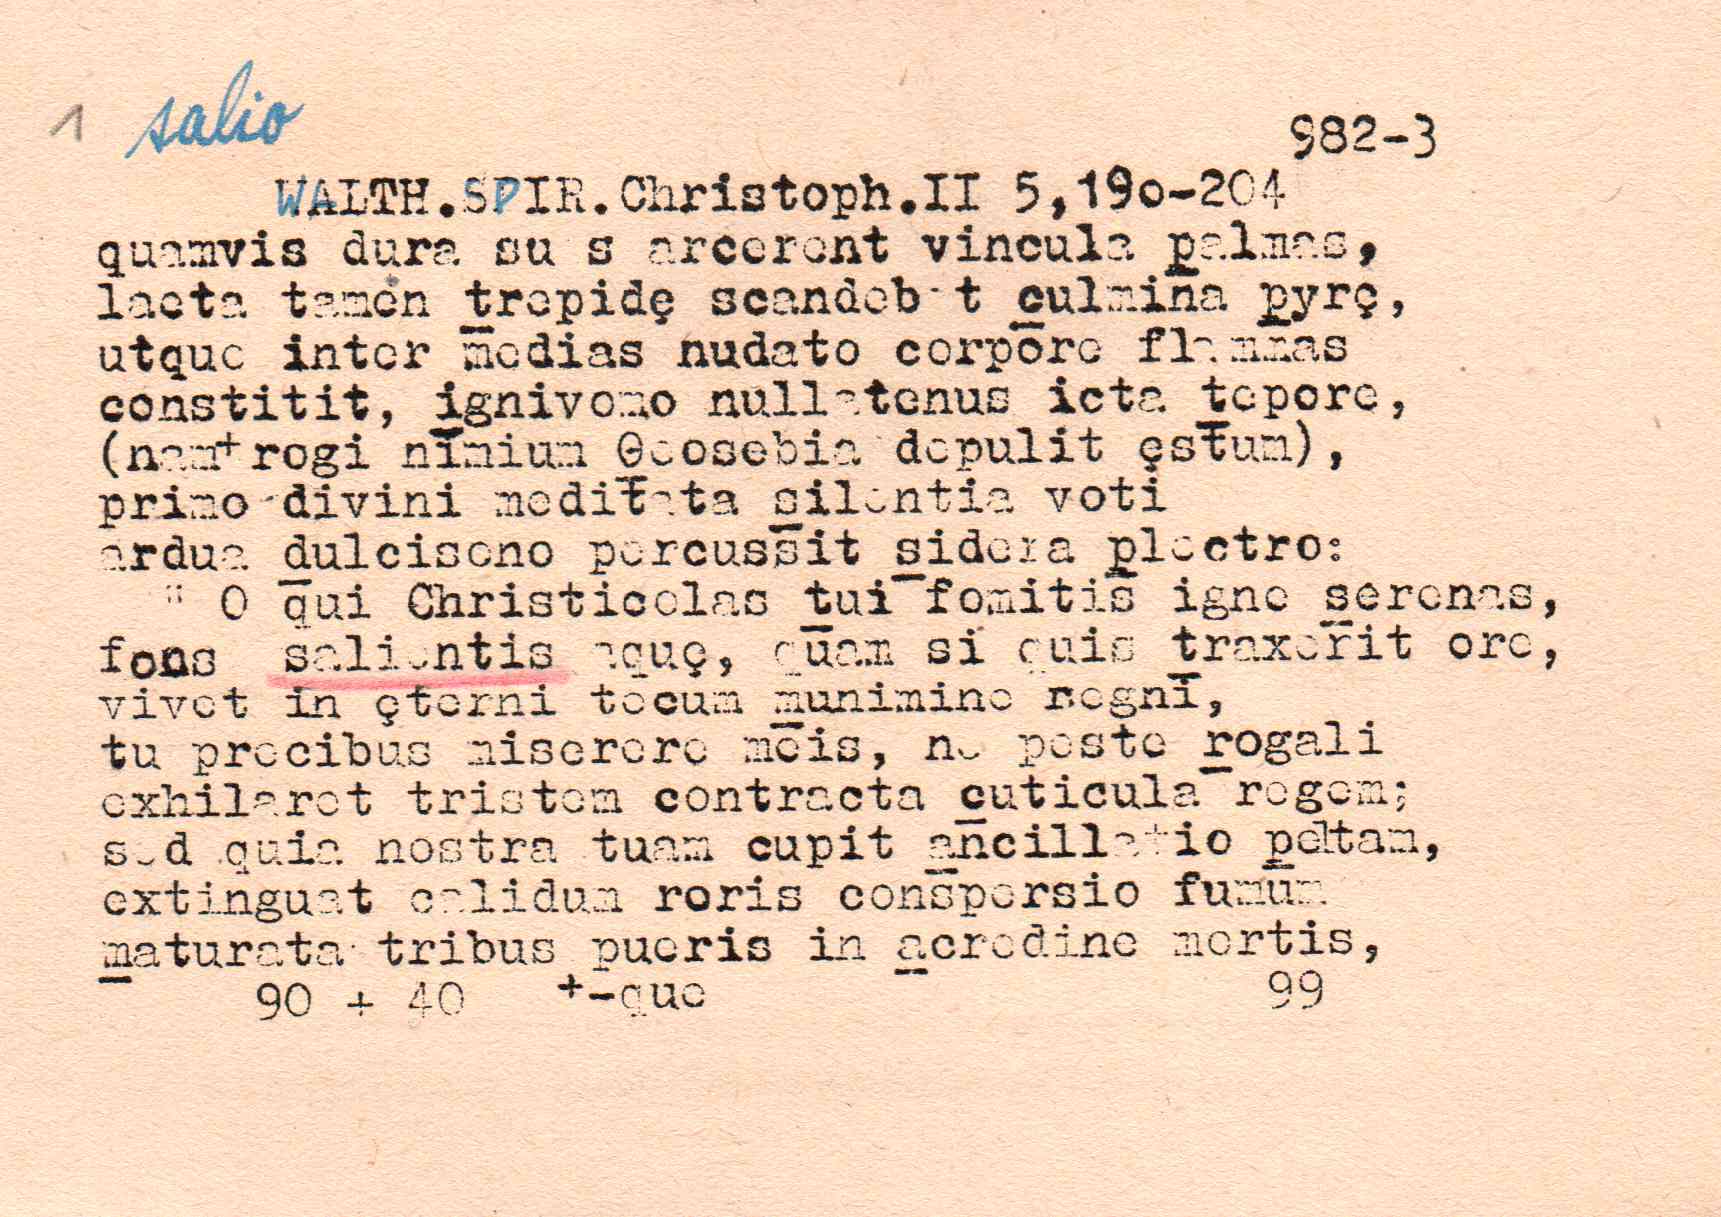 1 salio
982-3
WALTH.SPIR.Christoph.II 5,190-204
quamvis dura suas arcerent vincula palmas,
laeta tamen trepidę scandebat culmina pyrę,
utque inter medias nudato corpore flammas
constitit, ignivomo nullatenus icta tepore,
(nam+ rogi nimium θeosebia depulit ęstum),
primo divini meditata silentia voti
ardua dulcisono percussit sidera plectro:
" O qui Christicolas tui fomitis igne serenas,
fons salientis aquę, quam si quis traxerit ore,
vivet in ęterni tecum munimine regni,
tu precibus miserere meis, ne peste rogali
exhilaret tristem contracta cuticula regem;
sed quia nostra tuam cupit ancillatio peltam,
extinguat calidum roris conspersio fumum
maturata tribus pueris in acredine mortis,
90 + 40 +-que 99